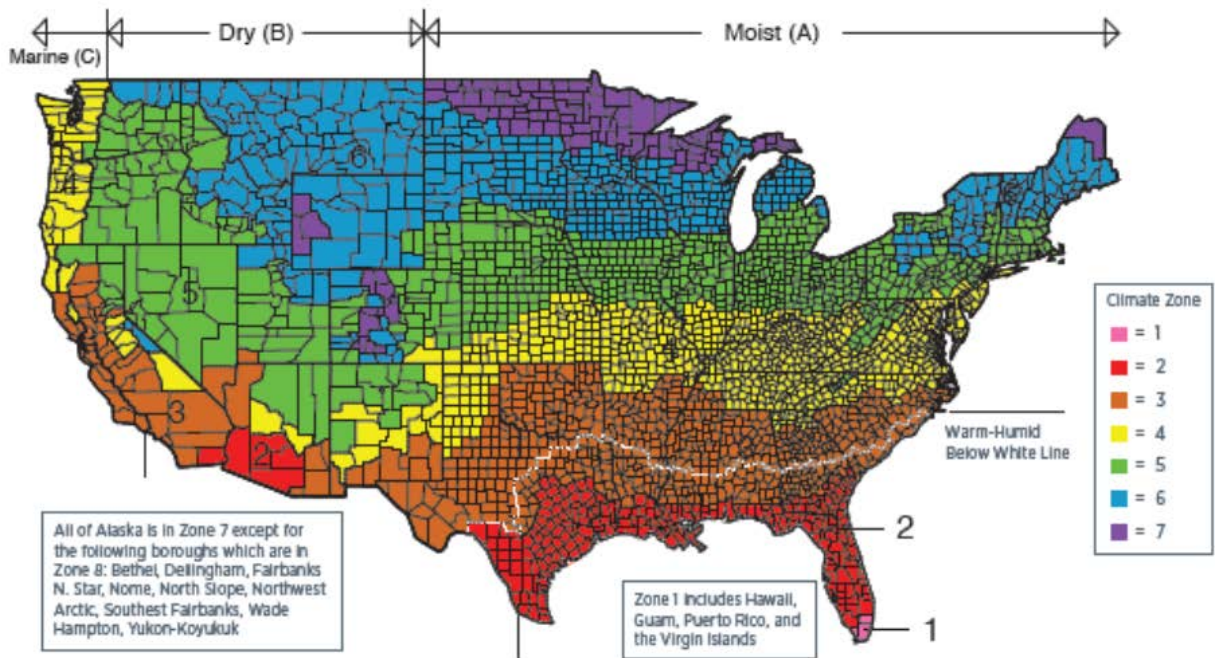 Marine (C)
Dry (B)
Moist (A)
6
6
4
5
4
3
2
Warm-Humid
Below White Line
2
1
Climate Zone
= 1
= 2
= 3
= 4
= 5
= 6
= 7
All of Alaska is in Zone 7 except for
the following boroughs which are in
Zone 8: Bethel, Dellingham, Fairbanks
N. Star, Nome, North Slope, Northwest
Arctic, Southest Fairbanks, Wade
Hampton, Yukon-Koyukuk
Zone 1 includes Hawaii,
Guam, Puerto Rico, and
the Virgin Islands